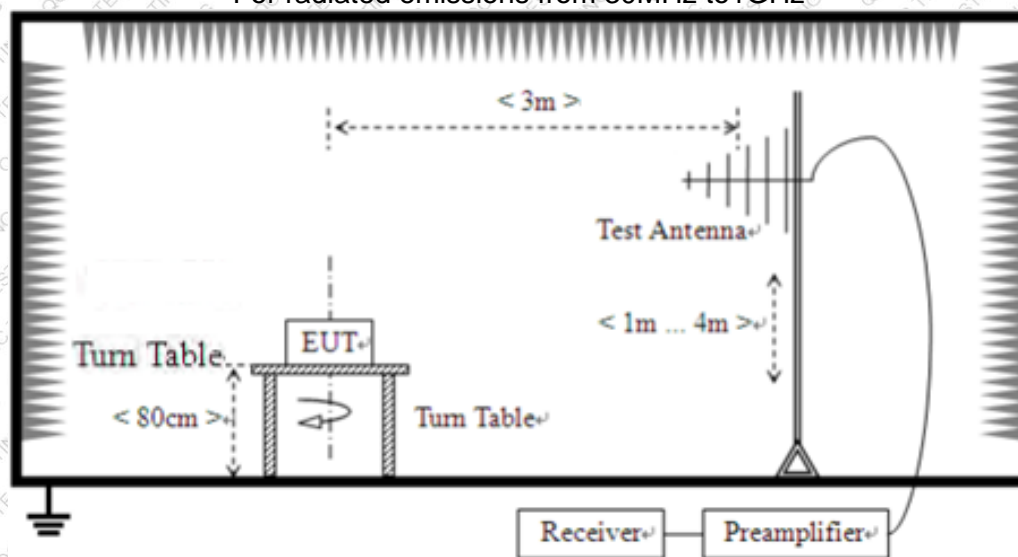 For radiated emissions from 30MHz to1GHz
< 3m >
Test Antenna↵
< 1m ... 4m >↵
EUT↵
Turn Table
< 80cm >↵
Turn Table↵
Receiver↵
Preamplifier↵